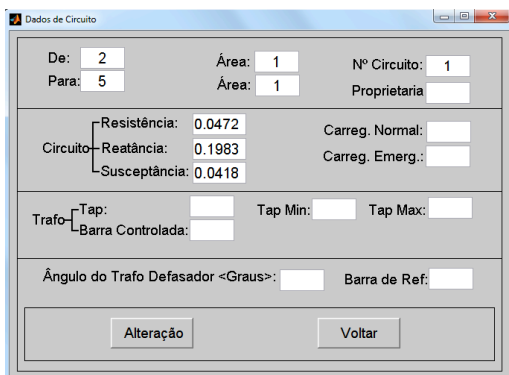 Dados de Circuito
De: 2 Área: 1 Nº Circuito: 1
Para: 5 Área: 1 Proprietaria
Resistência: 0.0472 Carreg. Normal:
Circuito Reatância: 0.1983 Carreg. Emerg.:
Susceptância: 0.0418
Trafo Tap: Tap Min: Tap Max:
Barra Controlada:
Ângulo do Trafo Defasador <Graus>: Barra de Ref:
Alteração Voltar